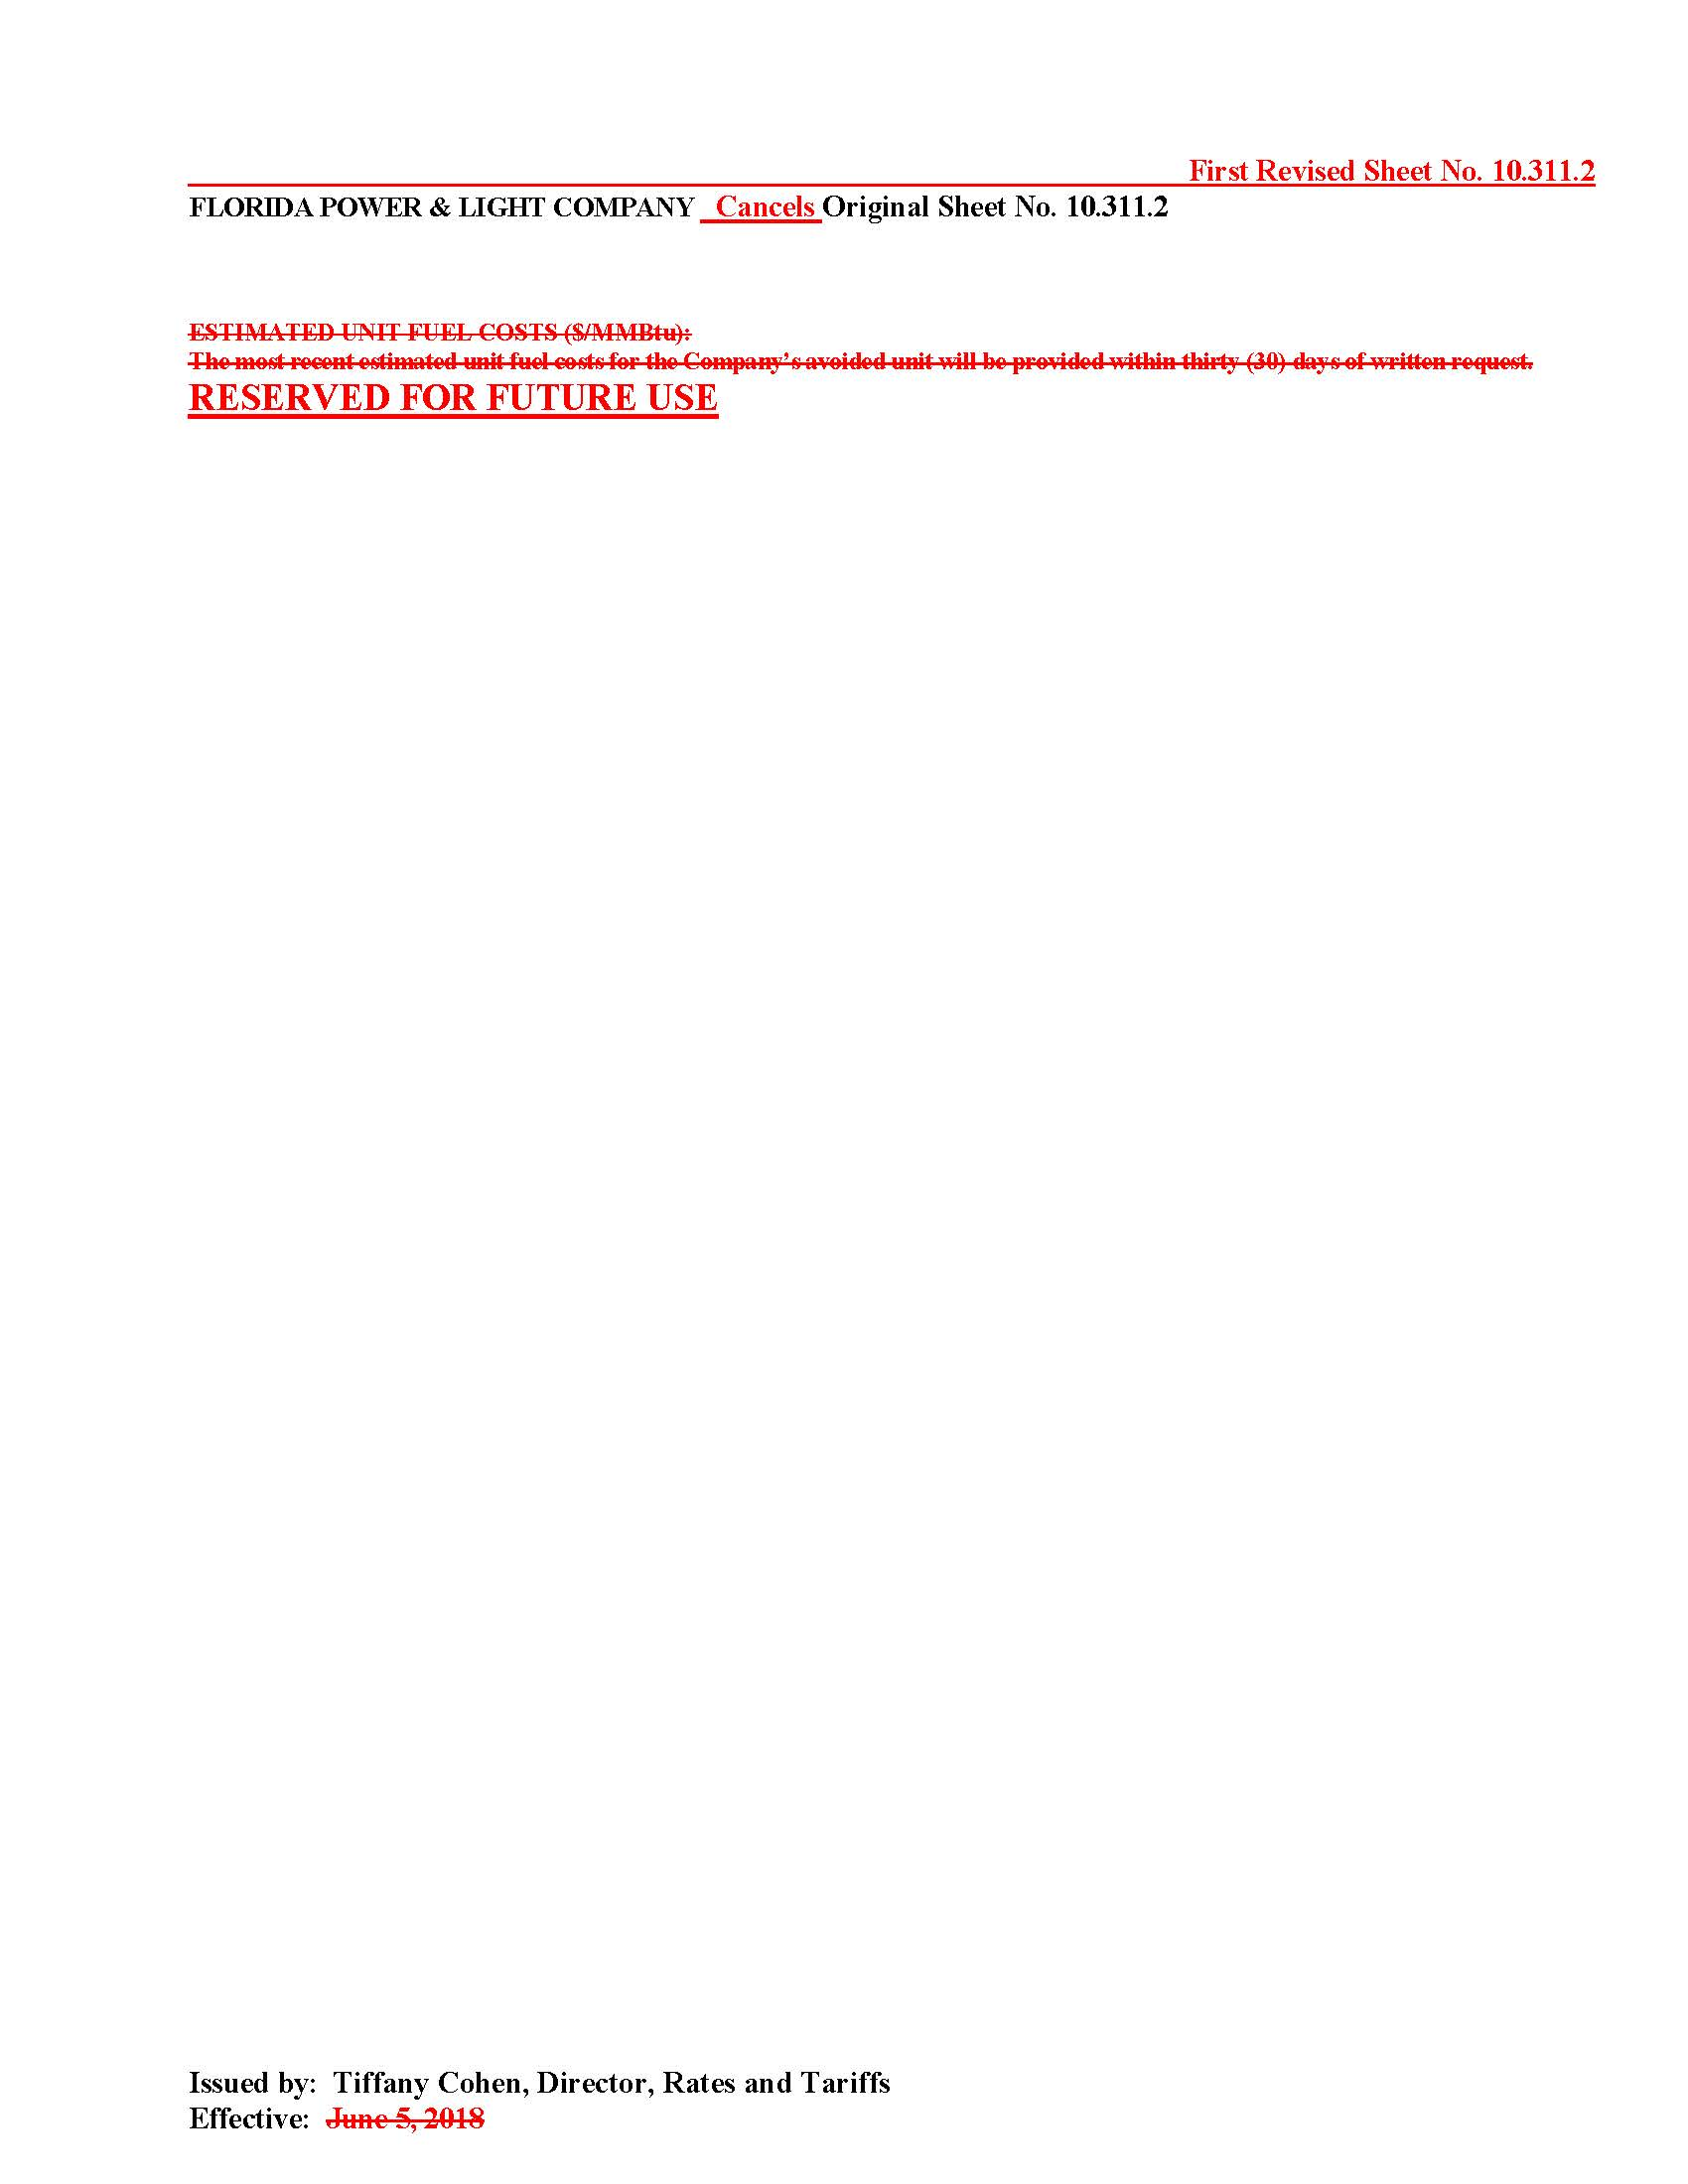 First Revised Sheet No. 10.311.2
FLORIDA POWER & LIGHT COMPANY Cancels Original Sheet No. 10.311.2
ESTIMATED UNIT FUEL COSTS ($/MMBtu):
The most recent estimated unit fuel costs for the Company’s avoided unit will be provided within thirty (30) days of written request.
RESERVED FOR FUTURE USE
Issued by: Tiffany Cohen, Director, Rates and Tariffs
Effective: June 5, 2018